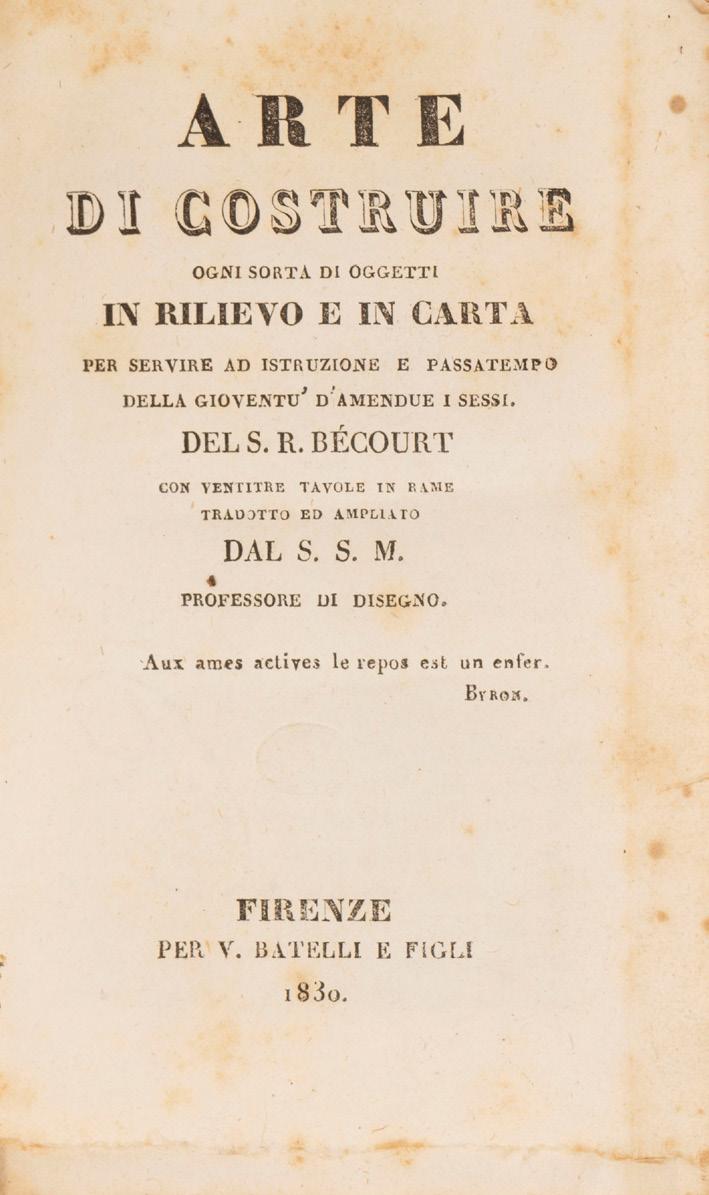 ARTE
DI COSTRUIRE
OGNI SORTA DI OGGETTI
IN RILIEVO E IN CARTA
PER SERVIRE AD ISTRUZIONE E PASSATEMPO
DELLA GIOVENTU' D'AMENDUE I SESSI.
DEL S. R. BÉCOURT
CON VENTITRE TAVOLE IN RAME
TRADOTTO ED AMPLIATO
DAL S. S. M.
PROFESSORE DI DISEGNO.
Aux ames actives le repos est un enfer.
BYRON.
FIRENZE
PER V. BATELLI E FIGLI
1830.